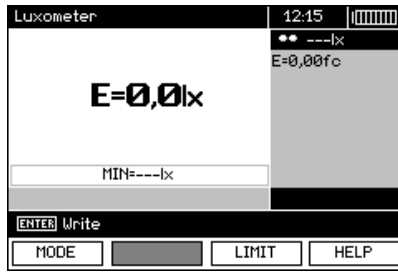 Luxometer
12:15
●● ---lx
E=0,00fc
E=0,0lx
MIN=---lx
ENTER Write
MODE
LIMIT
HELP